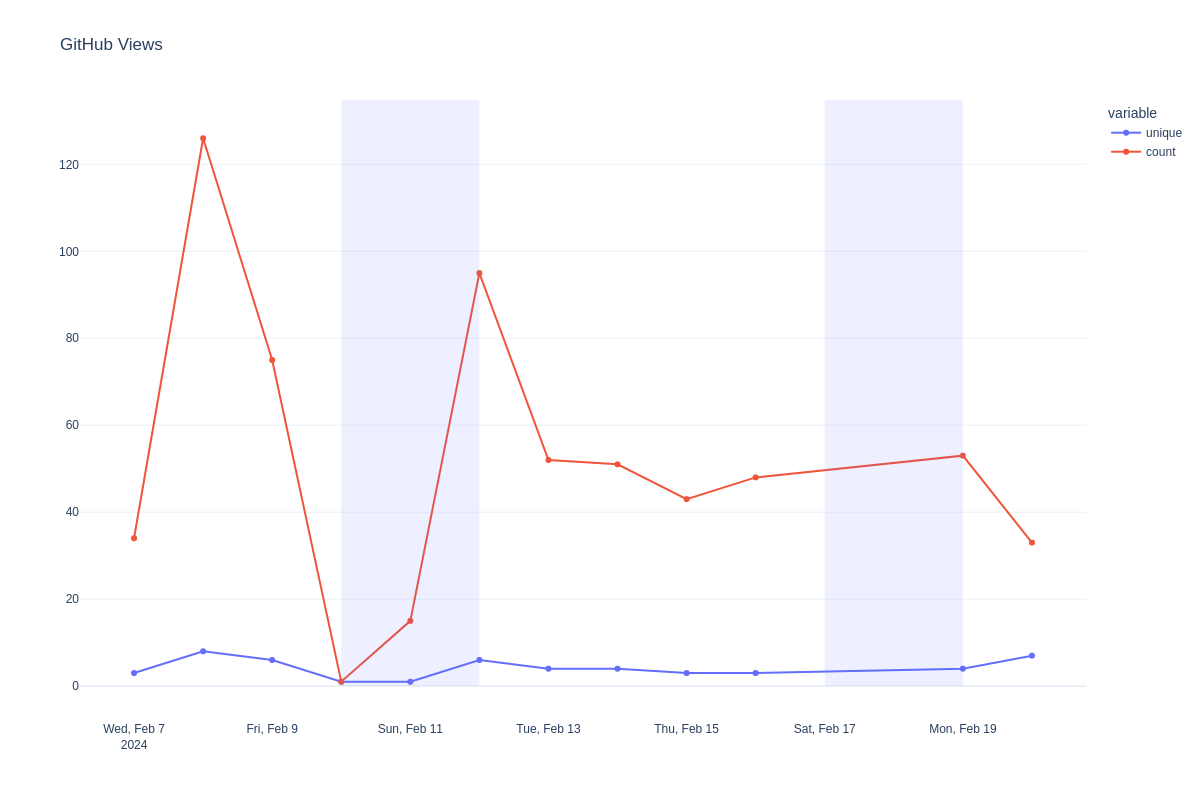 GitHub Views
variable
unique
count
120
100
80
60
40
20
0
Wed, Feb 7
2024
Fri, Feb 9
Sun, Feb 11
Tue, Feb 13
Thu, Feb 15
Sat, Feb 17
Mon, Feb 19